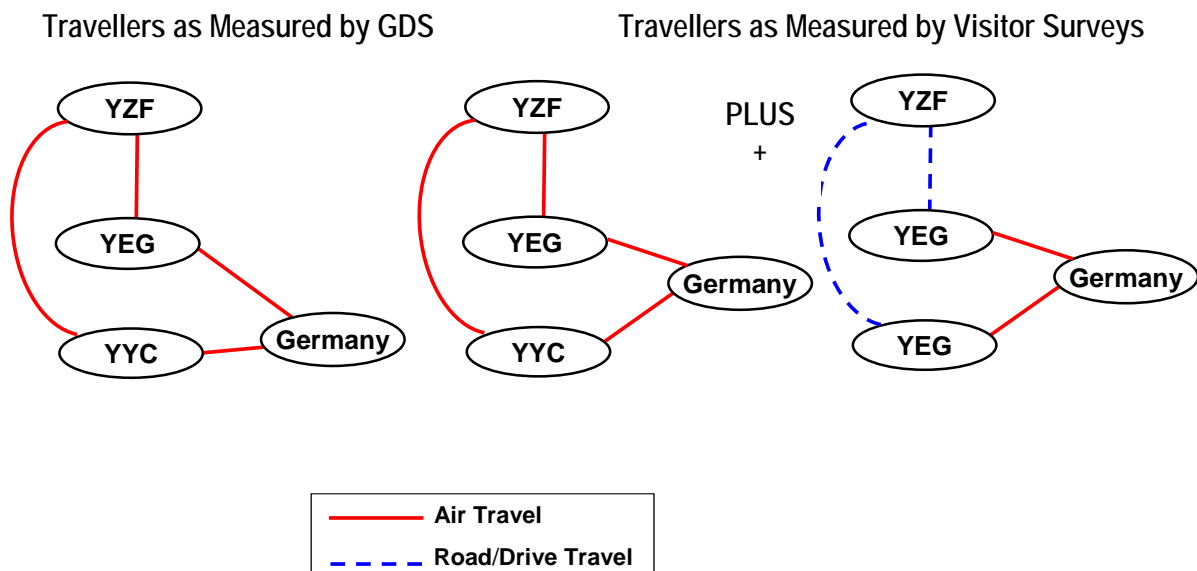 Travellers as Measured by GDS
Travellers as Measured by Visitor Surveys
YZF
YEG
YYC
Germany
YZF
YEG
YYC
Germany
PLUS
+
YZF
YEG
YEG
Germany
Air Travel
Road/Drive Travel